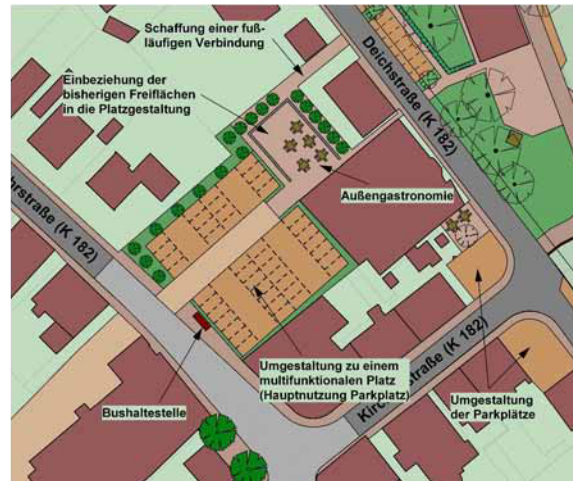 Schaffung einer fuß-
läufigen Verbindung
Einbeziehung der
bisherigen Freiflächen
in die Platzgestaltung
Deichstraße (K 182)
Außengastronomie
hrstraße (K 182)
Umgestaltung zu einem
multifunktionalen Platz
(Hauptnutzung Parkplatz)
Bushaltestelle
(K 182)
Umgestaltung
der Parkplätze